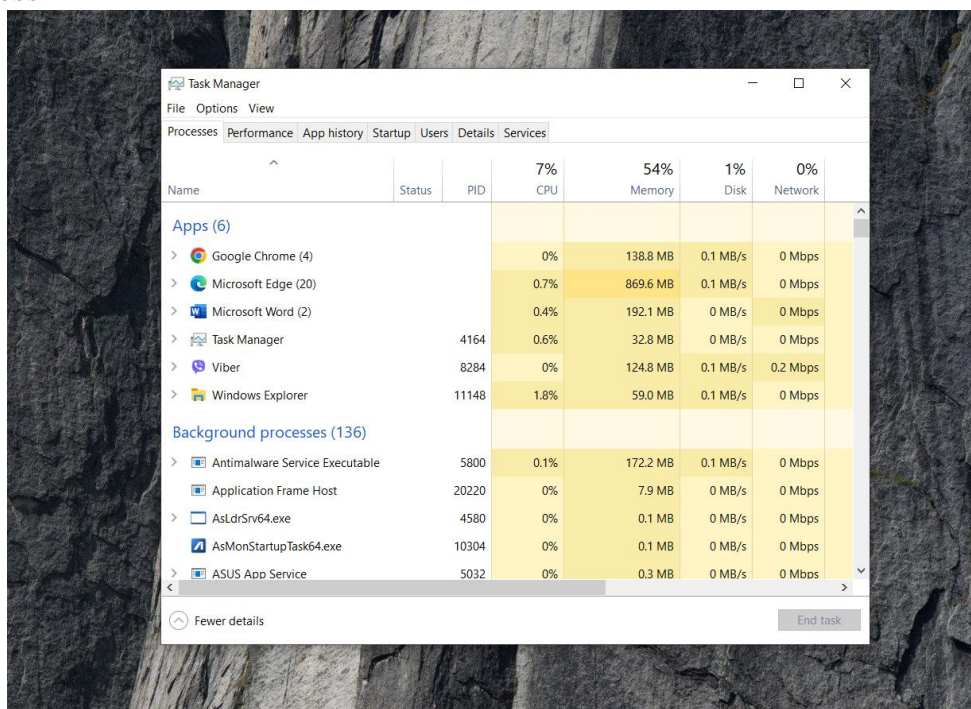 Task Manager
File Options View
Processes Performance App history Startup Users Details Services
7% 54% 1% 0%
Name Status PID CPU Memory Disk Network
Apps (6)
Google Chrome (4) 0% 138.8 MB 0.1 MB/s 0 Mbps
Microsoft Edge (20) 0.7% 869.6 MB 0.1 MB/s 0 Mbps
Microsoft Word (2) 0.4% 192.1 MB 0 MB/s 0 Mbps
Task Manager 4164 0.6% 32.8 MB 0 MB/s 0 Mbps
Viber 8284 0% 124.8 MB 0.1 MB/s 0.2 Mbps
Windows Explorer 11148 1.8% 59.0 MB 0.1 MB/s 0 Mbps
Background processes (136)
Antimalware Service Executable 5800 0.1% 172.2 MB 0.1 MB/s 0 Mbps
Application Frame Host 20220 0% 7.9 MB 0 MB/s 0 Mbps
AsLdrSrv64.exe 4580 0% 0.1 MB 0 MB/s 0 Mbps
AsMonStartupTask64.exe 10304 0% 0.1 MB 0 MB/s 0 Mbps
ASUS App Service 5032 0% 0.3 MB 0 MB/s 0 Mbps
Fewer details End task